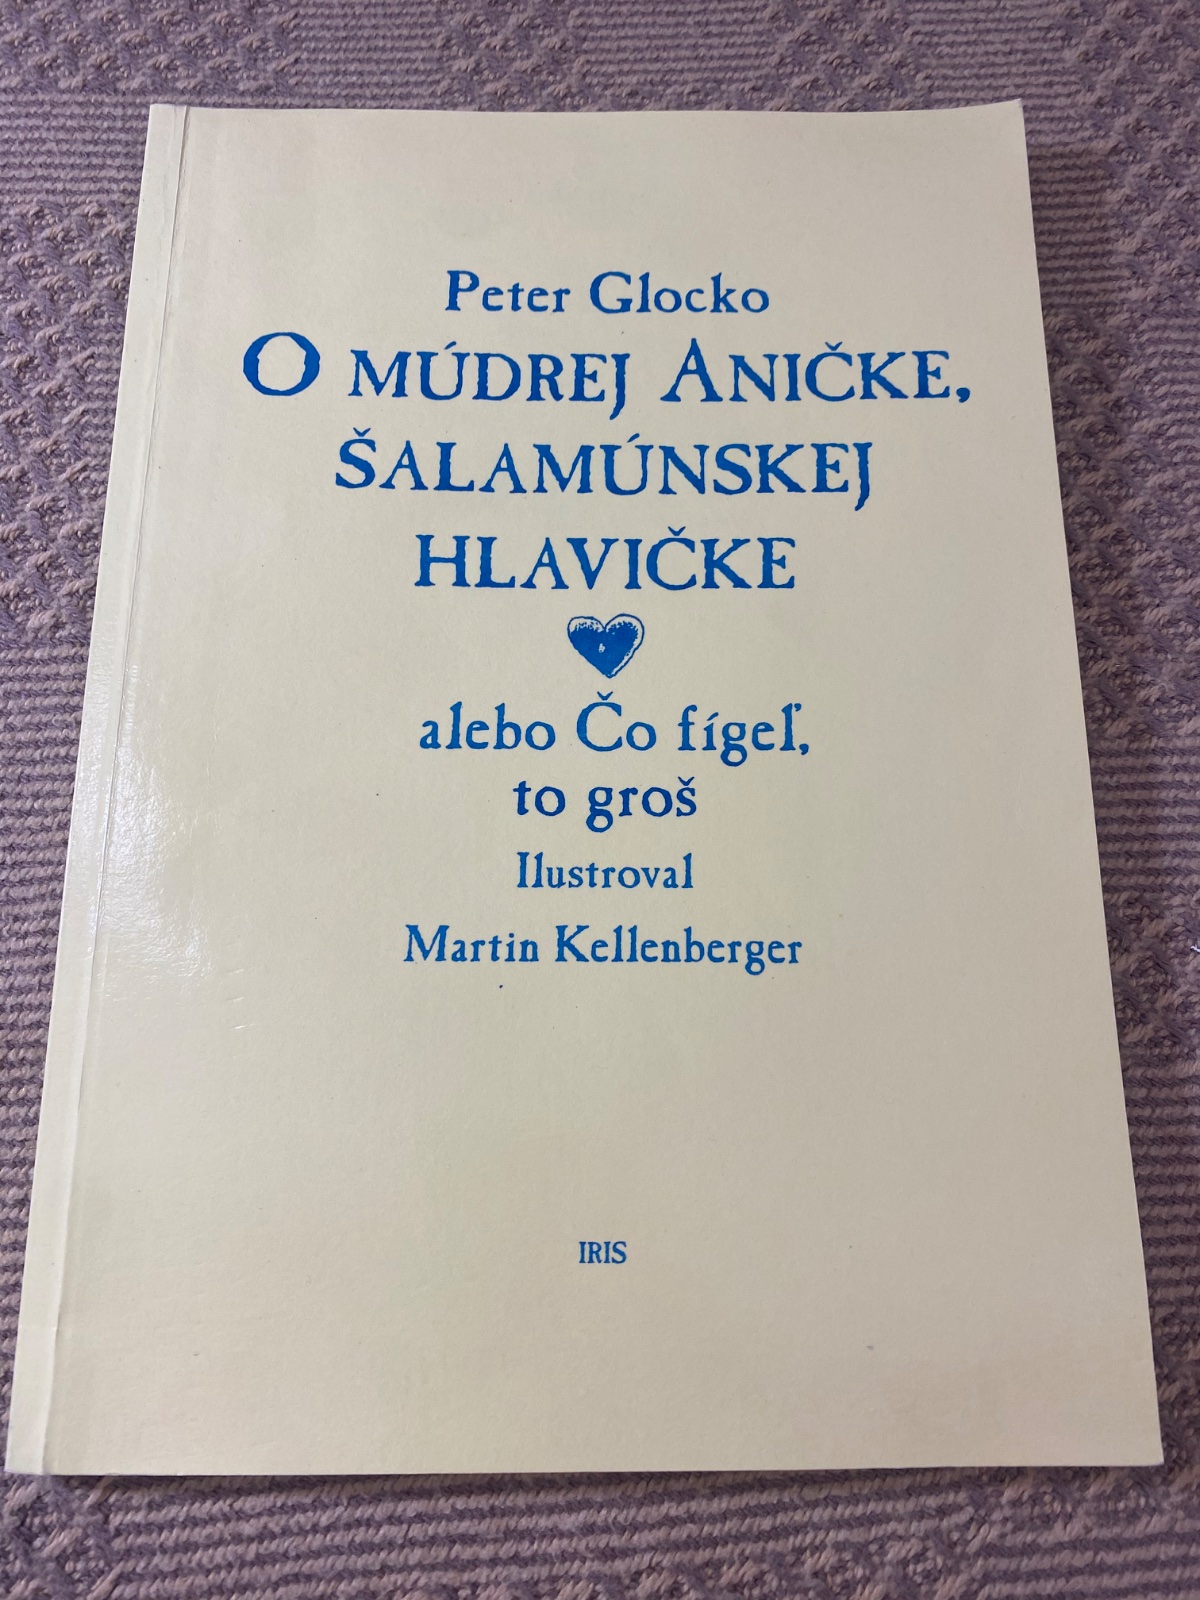 Peter Glocko
O MÚDREJ ANIČKE,
ŠALAMÚNSKEJ
HLAVIČKE
alebo Čo fígeľ,
to groš
Ilustroval
Martin Kellenberger
IRIS